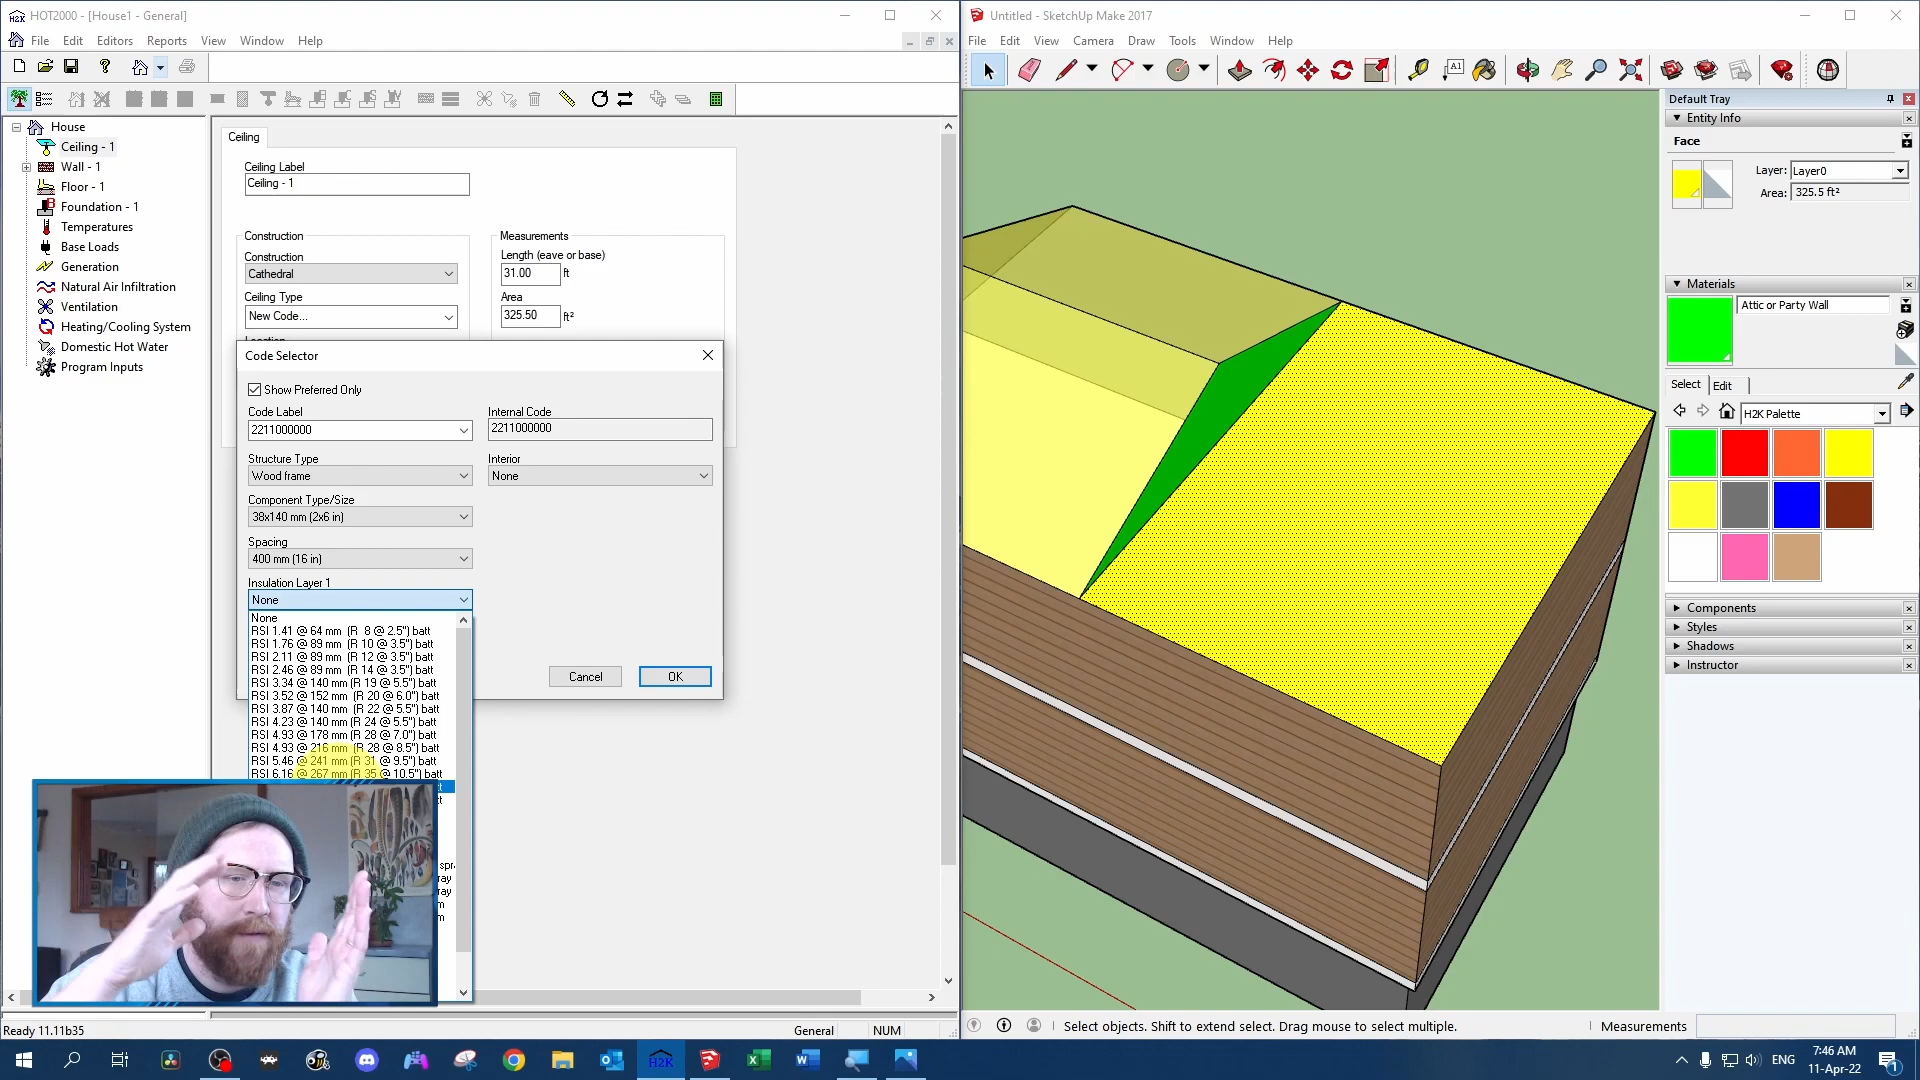 HOT2000 - [House1 - General]
File Edit Editors Reports View Window Help
House
Ceiling - 1
Wall - 1
Floor - 1
Foundation - 1
Temperatures
Base Loads
Generation
Natural Air Infiltration
Ventilation
Heating/Cooling System
Domestic Hot Water
Program Inputs
Ceiling
Ceiling Label
Ceiling - 1
Construction
Construction
Cathedral
Ceiling Type
New Code...
Measurements
Length (eave or base)
31.00 ft
Area
325.50 ft²
Code Selector
Show Preferred Only
Code Label
2211000000
Internal Code
2211000000
Structure Type
Wood frame
Interior
None
Component Type/Size
38x140 mm (2x6 in)
Spacing
400 mm (16 in)
Insulation Layer 1
None
None
RSI 1.41 @ 64 mm (R 8 @ 2.5") batt
RSI 1.76 @ 89 mm (R 10 @ 3.5") batt
RSI 2.11 @ 89 mm (R 12 @ 3.5") batt
RSI 2.46 @ 89 mm (R 14 @ 3.5") batt
RSI 3.34 @ 140 mm (R 19 @ 5.5") batt
RSI 3.52 @ 152 mm (R 20 @ 6.0") batt
RSI 3.87 @ 140 mm (R 22 @ 5.5") batt
RSI 4.23 @ 140 mm (R 24 @ 5.5") batt
RSI 4.93 @ 178 mm (R 28 @ 7.0") batt
RSI 4.93 @ 216 mm (R 28 @ 8.5") batt
RSI 5.46 @ 241 mm (R 31 @ 9.5") batt
RSI 6.16 @ 267 mm (R 35 @ 10.5") batt
Cancel OK
Ready 11.11b35
General NUM
Untitled - SketchUp Make 2017
File Edit View Camera Draw Tools Window Help
A1
Default Tray
Entity Info
Face
Layer: Layer0
Area: 325.5 ft²
Materials
Attic or Party Wall
Select Edit
H2K Palette
Components
Styles
Shadows
Instructor
Select objects. Shift to extend select. Drag mouse to select multiple.
Measurements
H2K
ENG
7:46 AM
11-Apr-22
1